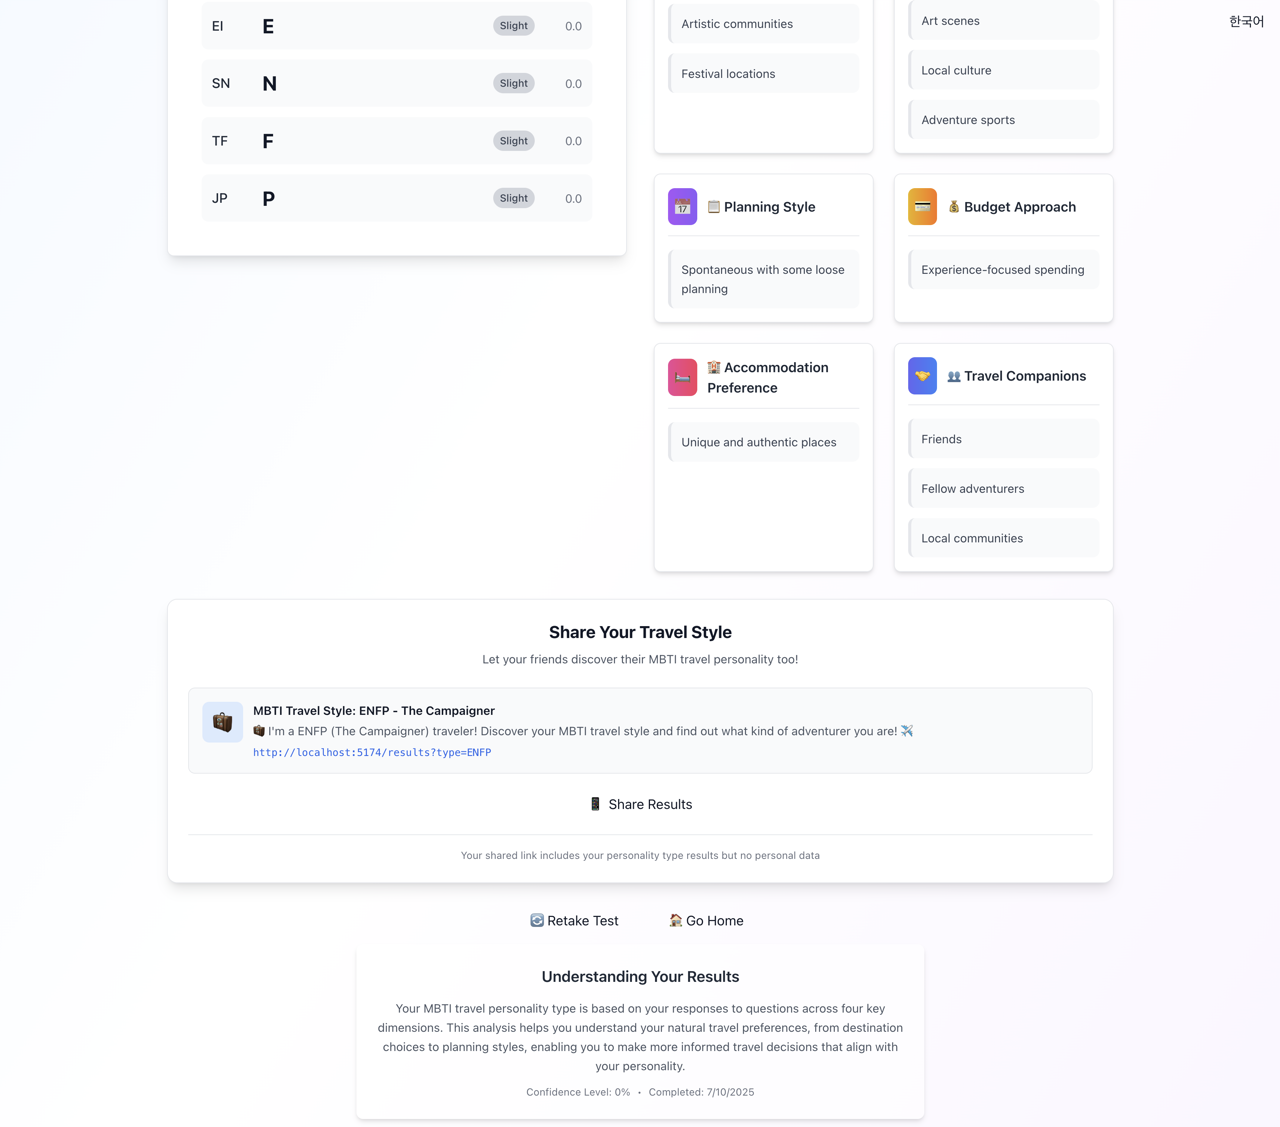 한국어
EI E Slight 0.0
SN N Slight 0.0
TF F Slight 0.0
JP P Slight 0.0
Artistic communities
Festival locations
Art scenes
Local culture
Adventure sports
17
📋 Planning Style
Spontaneous with some loose
planning
💰 Budget Approach
Experience-focused spending
🏨 Accommodation
Preference
Unique and authentic places
👥 Travel Companions
Friends
Fellow adventurers
Local communities
Share Your Travel Style
Let your friends discover their MBTI travel personality too!
MBTI Travel Style: ENFP - The Campaigner
🧳 I'm a ENFP (The Campaigner) traveler! Discover your MBTI travel style and find out what kind of adventurer you are! ✈️
http://localhost:5174/results?type=ENFP
📱 Share Results
Your shared link includes your personality type results but no personal data
🔄 Retake Test
🏠 Go Home
Understanding Your Results
Your MBTI travel personality type is based on your responses to questions across four key
dimensions. This analysis helps you understand your natural travel preferences, from destination
choices to planning styles, enabling you to make more informed travel decisions that align with
your personality.
Confidence Level: 0% • Completed: 7/10/2025